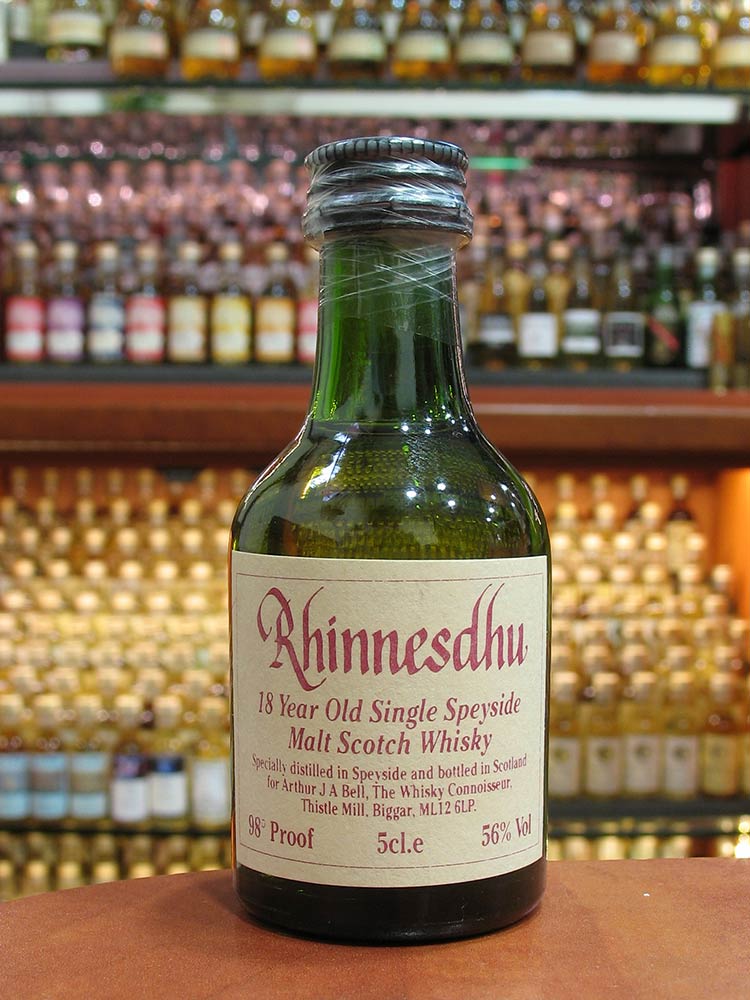 Rhinnesdhu
18 Year Old Single Speyside
Malt Scotch Whisky
Specially distilled in Speyside and bottled in Scotland
for Arthur J A Bell, The Whisky Connoisseur,
Thistle Mill, Biggar, ML12 6LP.
98° Proof 5cl.e 56% Vol